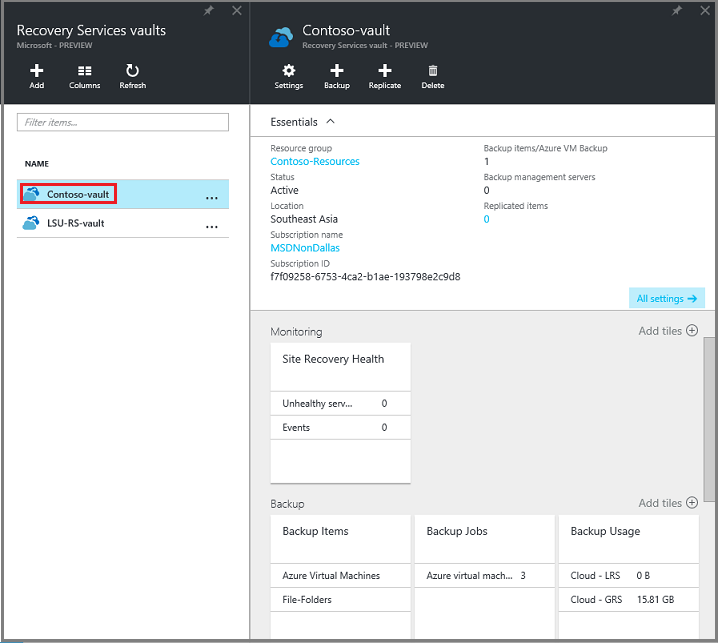 Recovery Services vaults
Microsoft - PREVIEW
Add
Columns
Refresh
Filter items...
NAME
Contoso-vault
...
LSU-RS-vault
...
Contoso-vault
Recovery Services vault - PREVIEW
Settings
Backup
Replicate
Delete
Essentials
Resource group
Contoso-Resources
Status
Active
Location
Southeast Asia
Subscription name
MSDNonDallas
Subscription ID
f7f09258-6753-4ca2-b1ae-193798e2c9d8
Backup items/Azure VM Backup
1
Backup management servers
0
Replicated items
0
All settings
Monitoring
Add tiles
Site Recovery Health
Unhealthy serv... 0
Events 0
Backup
Add tiles
Backup Items
Azure Virtual Machines
File-Folders
Backup Jobs
Azure virtual mach... 3
Backup Usage
Cloud - LRS 0 B
Cloud - GRS 15.81 GB